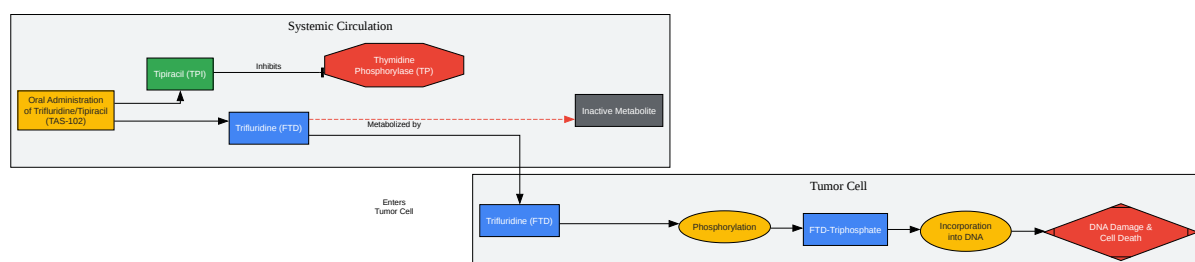 Systemic Circulation
Tipiracil (TPI)
Inhibits
Thymidine
Phosphorylase (TP)
Oral Administration
of Trifluridine/Tipiracil
(TAS-102)
Trifluridine (FTD)
Metabolized by
Inactive Metabolite
Enters
Tumor Cell
Tumor Cell
Trifluridine (FTD)
Phosphorylation
FTD-Triphosphate
Incorporation
into DNA
DNA Damage &
Cell Death